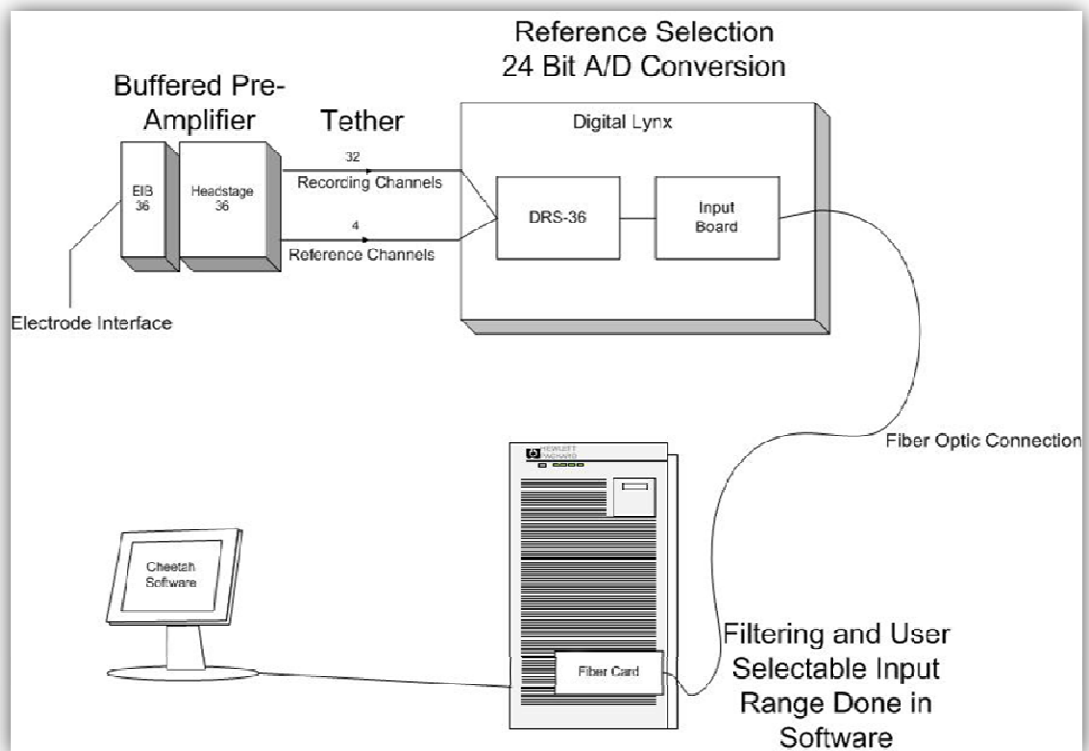 Reference Selection
24 Bit A/D Conversion
Buffered Pre-
Amplifier
Tether
Digital Lynx
EIB
36
Headstage
36
32
Recording Channels
4
Reference Channels
DRS-36
Input
Board
Electrode Interface
Fiber Optic Connection
HEWLETT
PACKARD
Cheetah
Software
Fiber Card
Filtering and User
Selectable Input
Range Done in
Software